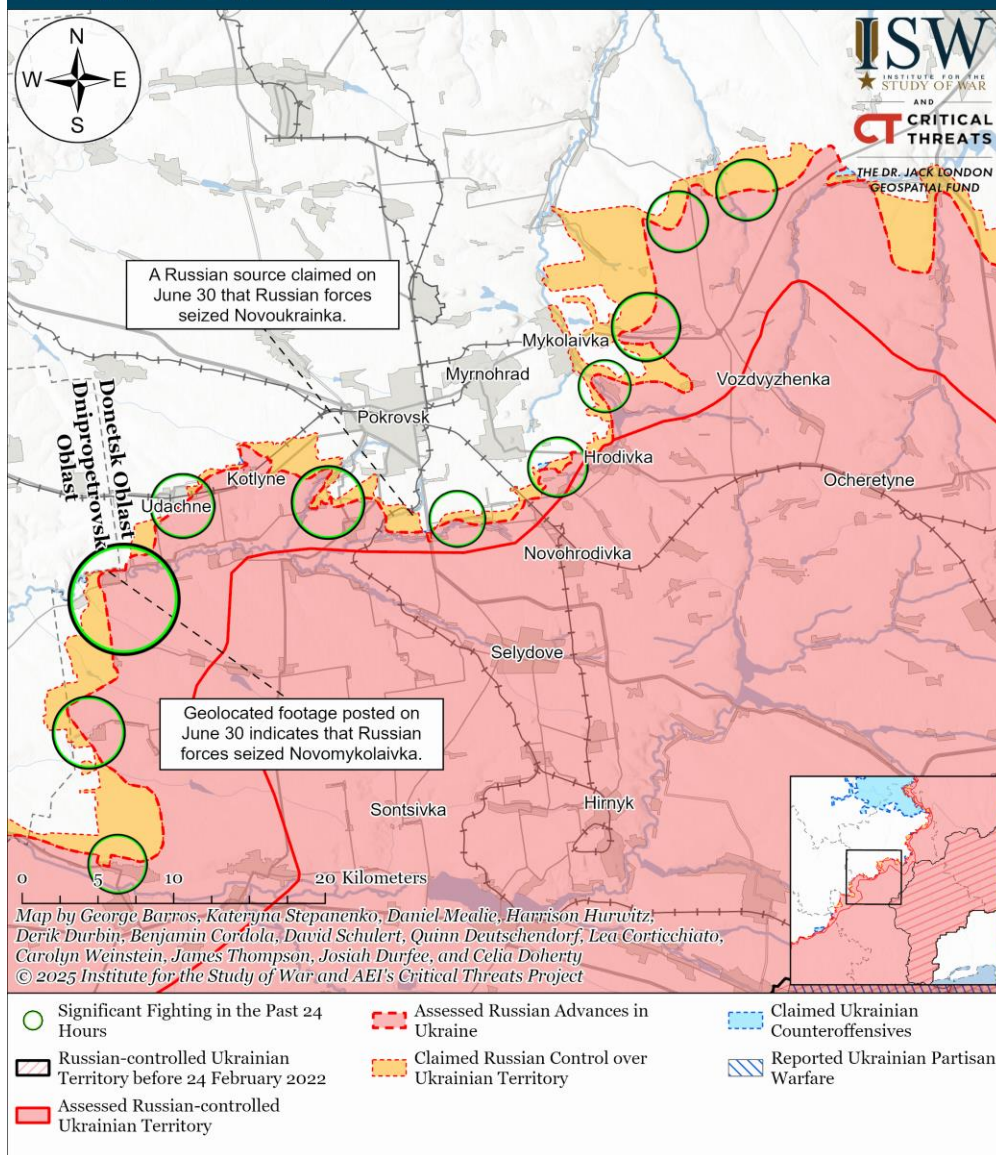 N
W
E
S
ISW
INSTITUTE FOR THE
STUDY OF WAR
AND
CT CRITICAL
THREATS
THE DR. JACK LONDON
GEOSPATIAL FUND
A Russian source claimed on
June 30 that Russian forces
seized Novoukrainka.
Mykolaivka
Myrnohrad
Vozdvyzhenka
Pokrovsk
Donetsk Oblast
Dnipropetrovsk
Oblast
Kotlyne
Hrodivka
Udachne
Ocheretyne
Novohrodivka
Selydove
Geolocated footage posted on
June 30 indicates that Russian
forces seized Novomykolaivka.
Sontsivka
Hirnyk
0 5 10 20 Kilometers
Map by George Barros, Kateryna Stepanenko, Daniel Mealie, Harrison Hurwitz,
Derik Durbin, Benjamin Cordola, David Schulert, Quinn Deutschendorf, Lea Corticchiato,
Carolyn Weinstein, James Thompson, Josiah Durfee, and Celia Doherty
© 2025 Institute for the Study of War and AEI's Critical Threats Project
Significant Fighting in the Past 24
Hours
Russian-controlled Ukrainian
Territory before 24 February 2022
Assessed Russian-controlled
Ukrainian Territory
Assessed Russian Advances in
Ukraine
Claimed Russian Control over
Ukrainian Territory
Claimed Ukrainian
Counteroffensives
Reported Ukrainian Partisan
Warfare